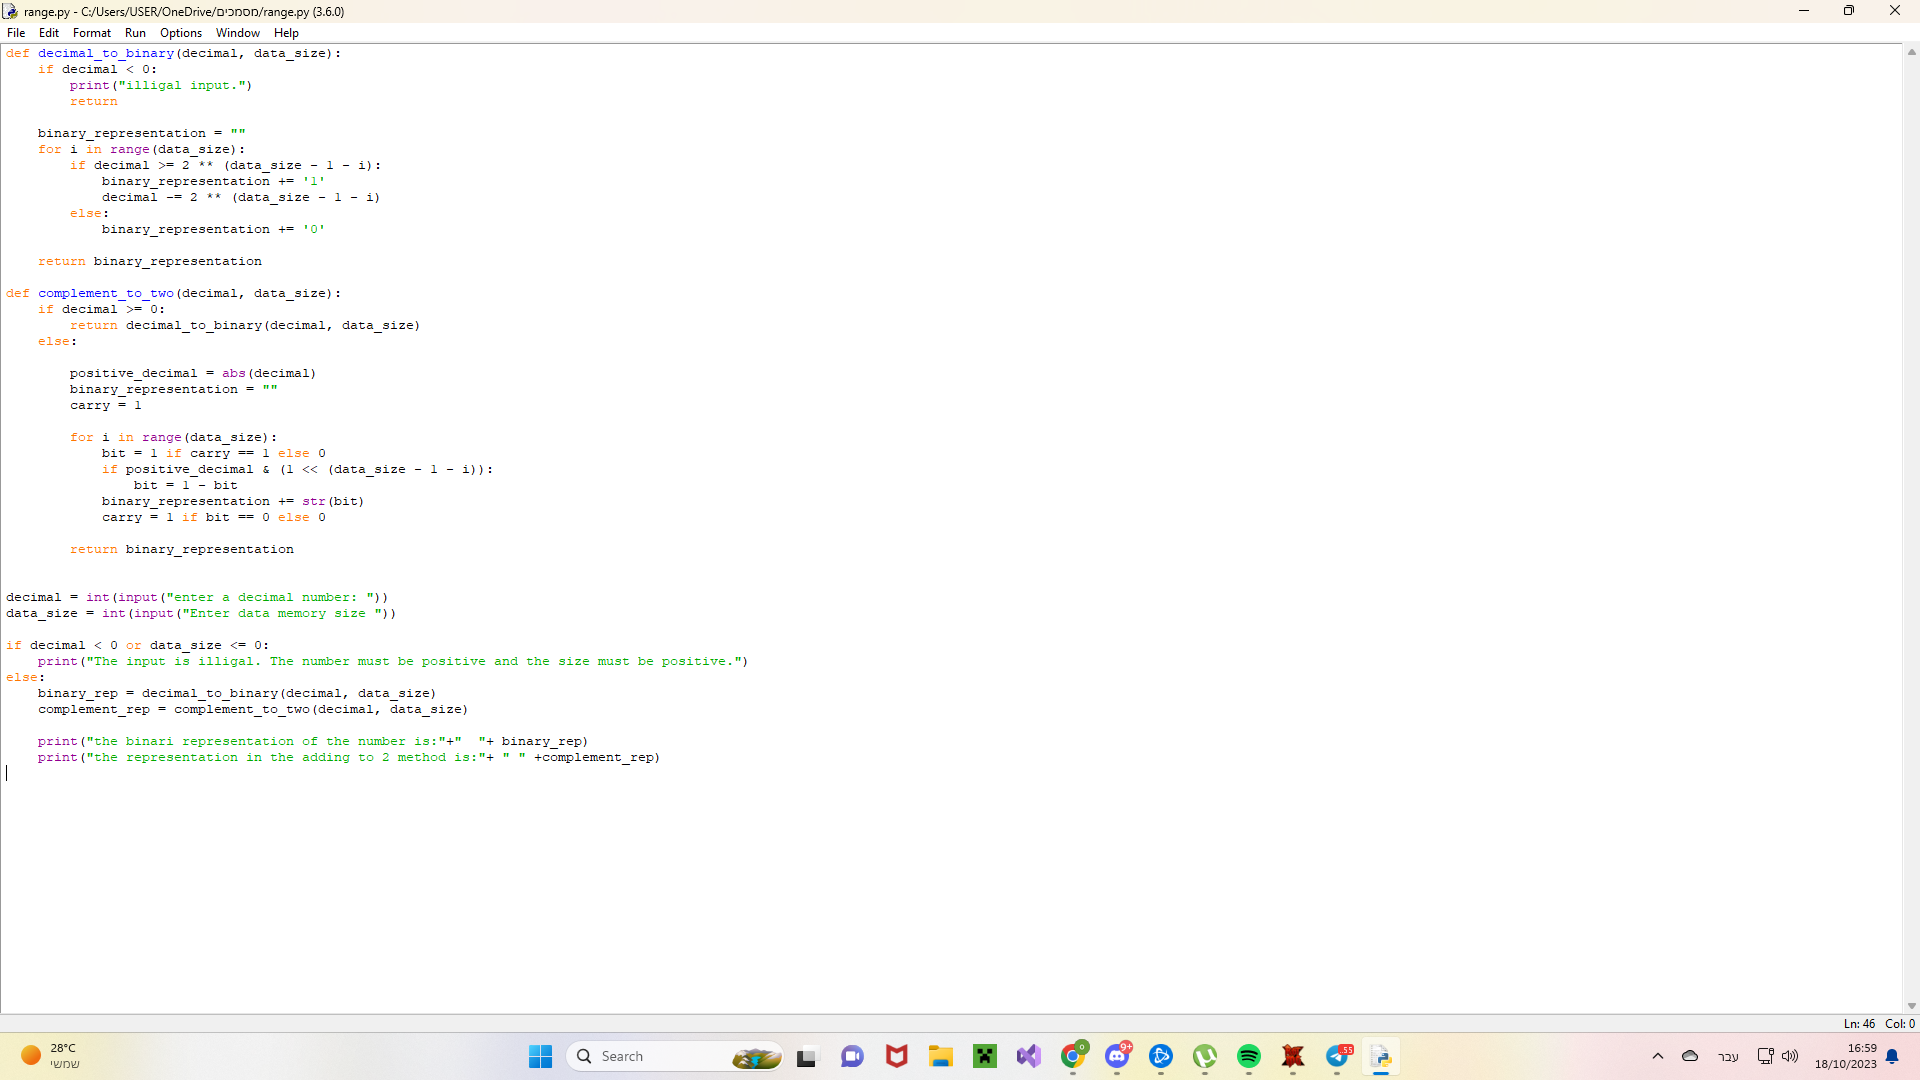 range.py - C:/Users/USER/OneDrive/מסמכים/range.py (3.6.0)
File Edit Format Run Options Window Help
def decimal_to_binary(decimal, data_size):
    if decimal < 0:
        print("illigal input.")
        return

    binary_representation = ""
    for i in range(data_size):
        if decimal >= 2 ** (data_size - 1 - i):
            binary_representation += '1'
            decimal -= 2 ** (data_size - 1 - i)
        else:
            binary_representation += '0'

    return binary_representation

def complement_to_two(decimal, data_size):
    if decimal >= 0:
        return decimal_to_binary(decimal, data_size)
    else:

        positive_decimal = abs(decimal)
        binary_representation = ""
        carry = 1

        for i in range(data_size):
            bit = 1 if carry == 1 else 0
            if positive_decimal & (1 << (data_size - 1 - i)):
                bit = 1 - bit
            binary_representation += str(bit)
            carry = 1 if bit == 0 else 0

        return binary_representation


decimal = int(input("enter a decimal number: "))
data_size = int(input("Enter data memory size "))

if decimal < 0 or data_size <= 0:
    print("The input is illigal. The number must be positive and the size must be positive.")
else:
    binary_rep = decimal_to_binary(decimal, data_size)
    complement_rep = complement_to_two(decimal, data_size)

    print("the binari representation of the number is:"+"  "+ binary_rep)
    print("the representation in the adding to 2 method is:"+ " " +complement_rep)
Ln: 46 Col: 0
28°C
שמשי
Search
9+
55
עבר
16:59
18/10/2023